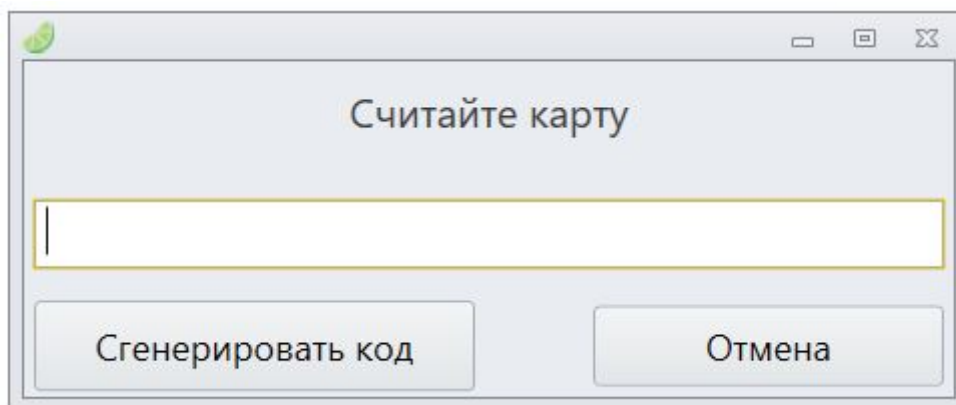 Считайте карту
Сгенерировать код
Отмена